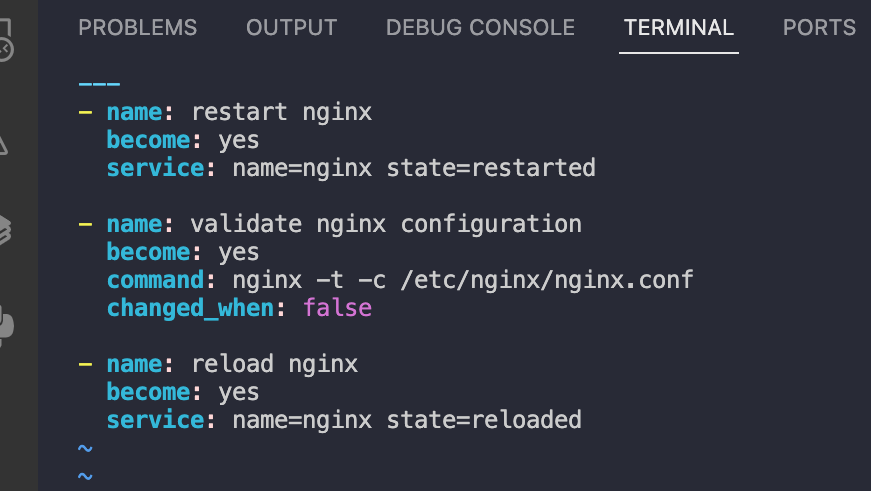 PROBLEMS OUTPUT DEBUG CONSOLE TERMINAL PORTS
---
- name: restart nginx
  become: yes
  service: name=nginx state=restarted

- name: validate nginx configuration
  become: yes
  command: nginx -t -c /etc/nginx/nginx.conf
  changed_when: false

- name: reload nginx
  become: yes
  service: name=nginx state=reloaded
~
~